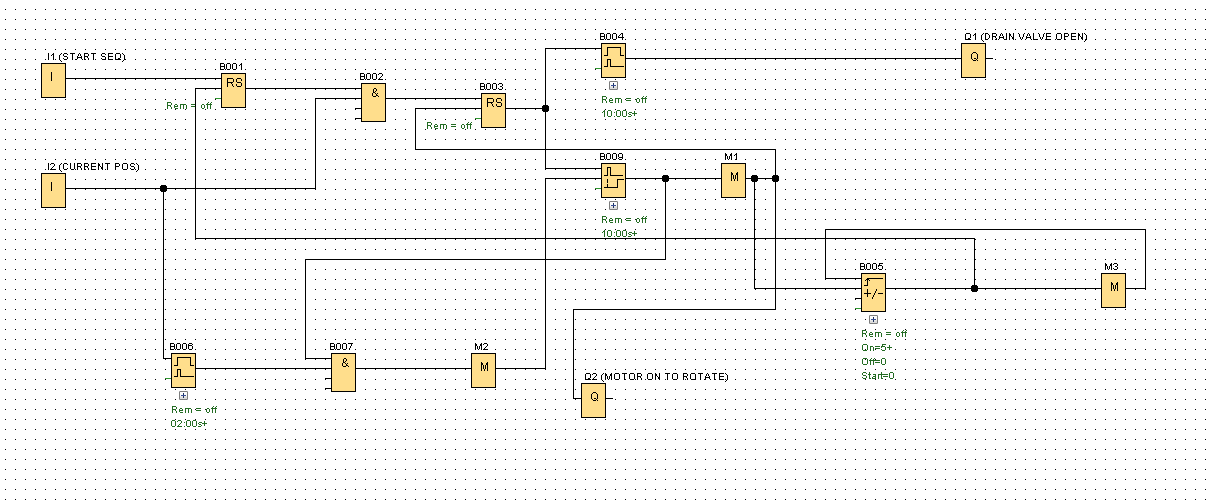 I1 (START SEQ)
I
B001
RS
Rem = off
B002
&
B003
RS
Rem = off
B004
Rem = off
10:00s+
Q1 (DRAIN VALVE OPEN)
Q
I2 (CURRENT POS)
I
B009
Rem = off
10:00s+
M1
M
B005
+/-
Rem = off
On=5+
Off=0
Start=0
M3
M
B006
Rem = off
02:00s+
B007
&
M2
M
Q2 (MOTOR ON TO ROTATE)
Q